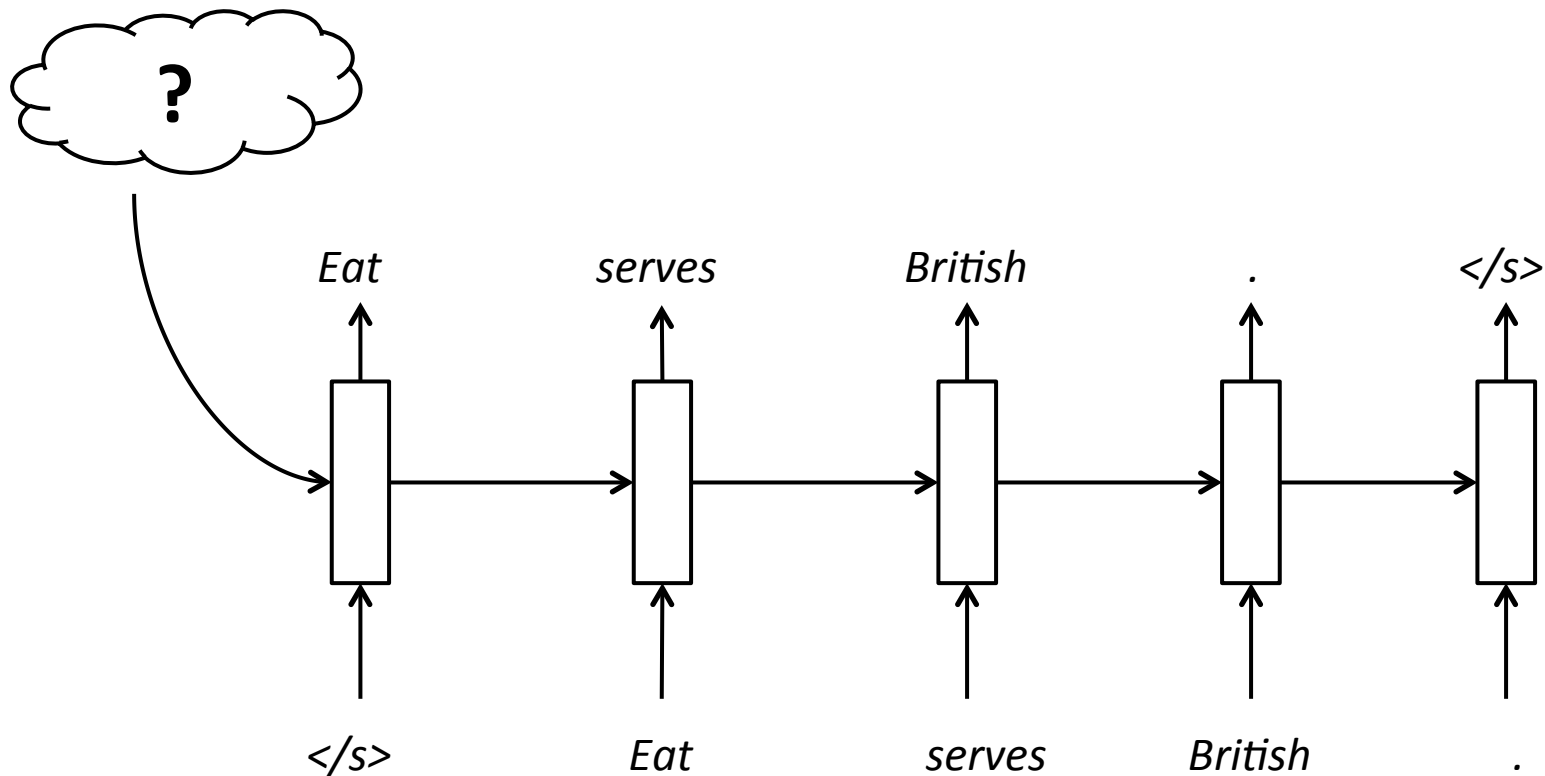 ?
Eat serves British . </s>
</s> Eat serves British .